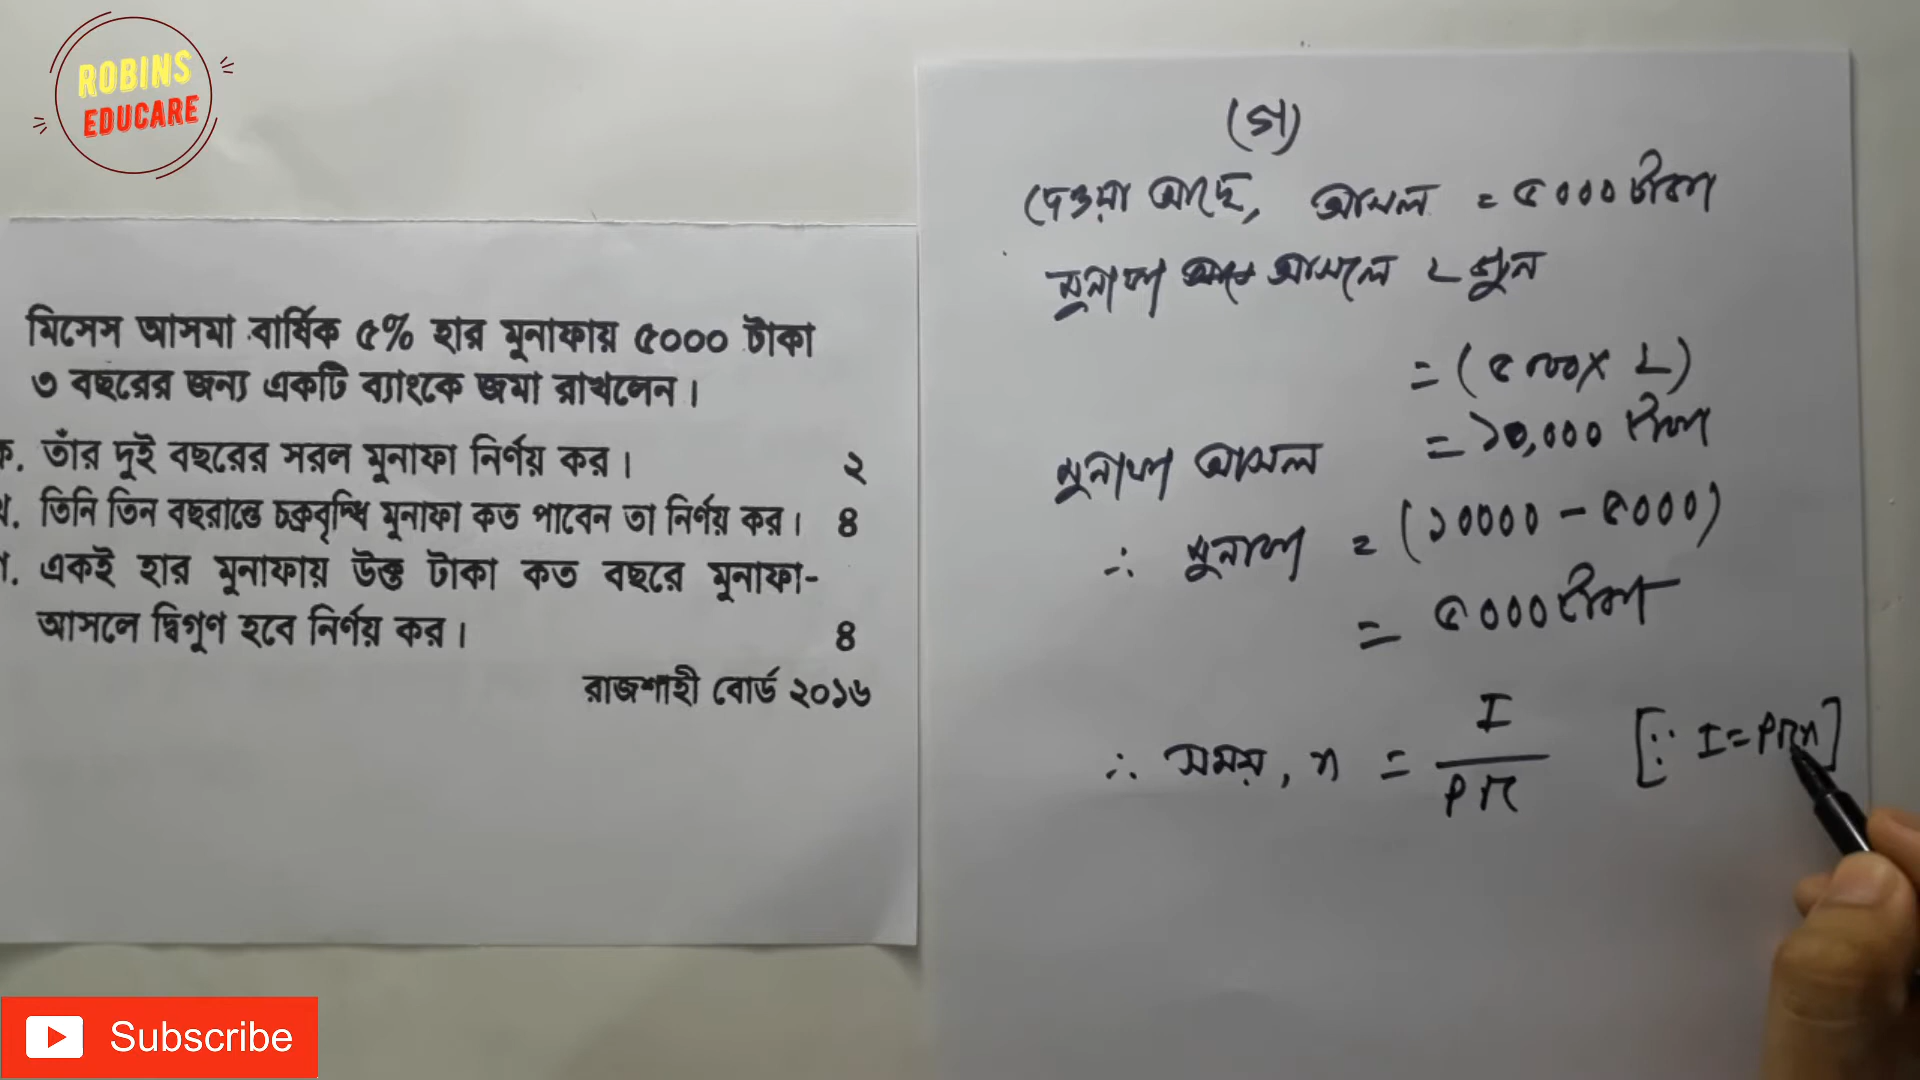 ROBINS
EDUCARE
মিসেস আসমা বার্ষিক ৫% হার মুনাফায় ৫০০০ টাকা
৩ বছরের জন্য একটি ব্যাংকে জমা রাখলেন।
ক. তাঁর দুই বছরের সরল মুনাফা নির্ণয় কর। ২
খ. তিনি তিন বছরান্তে চক্রবৃদ্ধি মুনাফা কত পাবেন তা নির্ণয় কর। ৪
গ. একই হার মুনাফায় উক্ত টাকা কত বছরে মুনাফা-
আসলে দ্বিগুণ হবে নির্ণয় কর। ৪
রাজশাহী বোর্ড ২০১৬
(গ)
দেওয়া আছে, আসল = ৫০০০ টাকা
মুনাফা আসলে ২ গুন
= (৫০০০ × ২)
মুনাফা আসল = ১০,০০০ টাকা
∴ মুনাফা = (১০০০০ - ৫০০০)
= ৫০০০ টাকা
∴ সময়, n = I / Pr [∵ I = Prn]
Subscribe